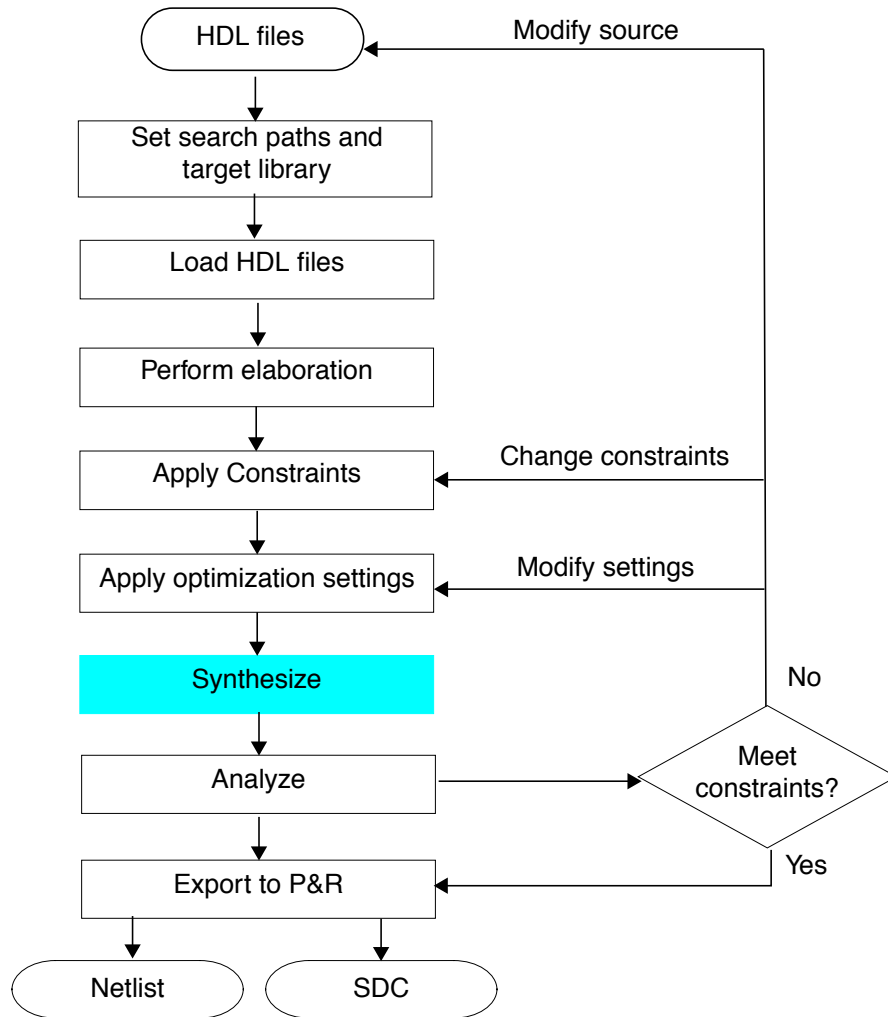 HDL files
Modify source
Set search paths and
target library
Load HDL files
Perform elaboration
Apply Constraints
Change constraints
Apply optimization settings
Modify settings
Synthesize
No
Analyze
Meet
constraints?
Yes
Export to P&R
Netlist
SDC